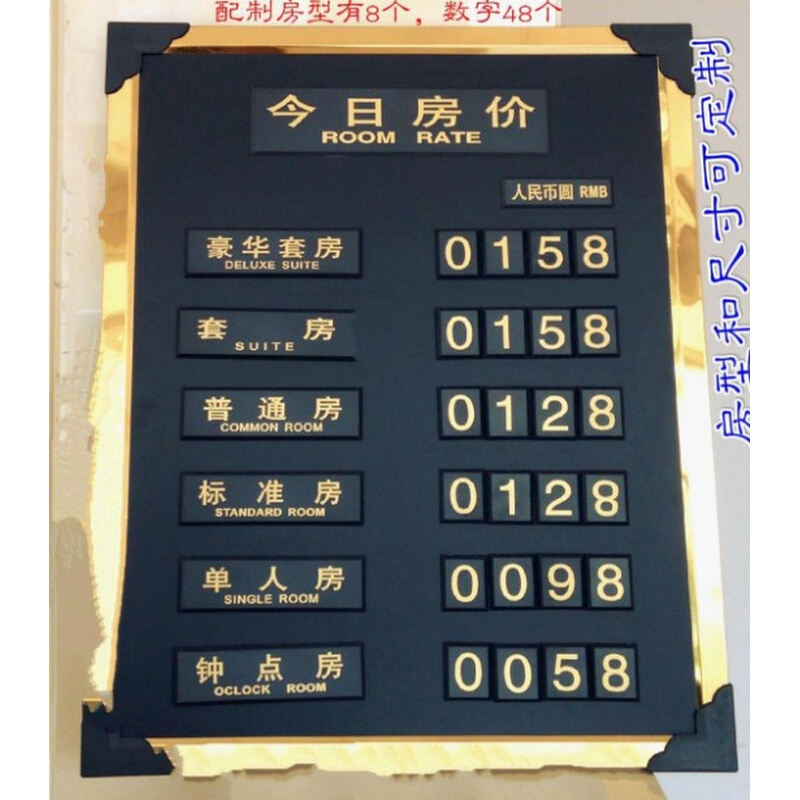 配制房型有8个，数字48个
今日房价
ROOM RATE
人民币圆 RMB
豪华套房
DELUXE SUITE
0158
套房
SUITE
0158
普通房
COMMON ROOM
0128
标准房
STANDARD ROOM
0128
单人房
SINGLE ROOM
0098
钟点房
OCLOCK ROOM
0058
房型和尺寸可定制